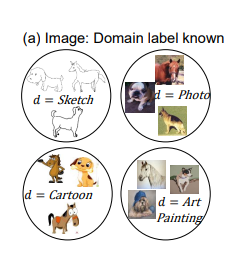 (a) Image: Domain label known
d = Sketch
d = Photo
d = Cartoon
d = Art
Painting